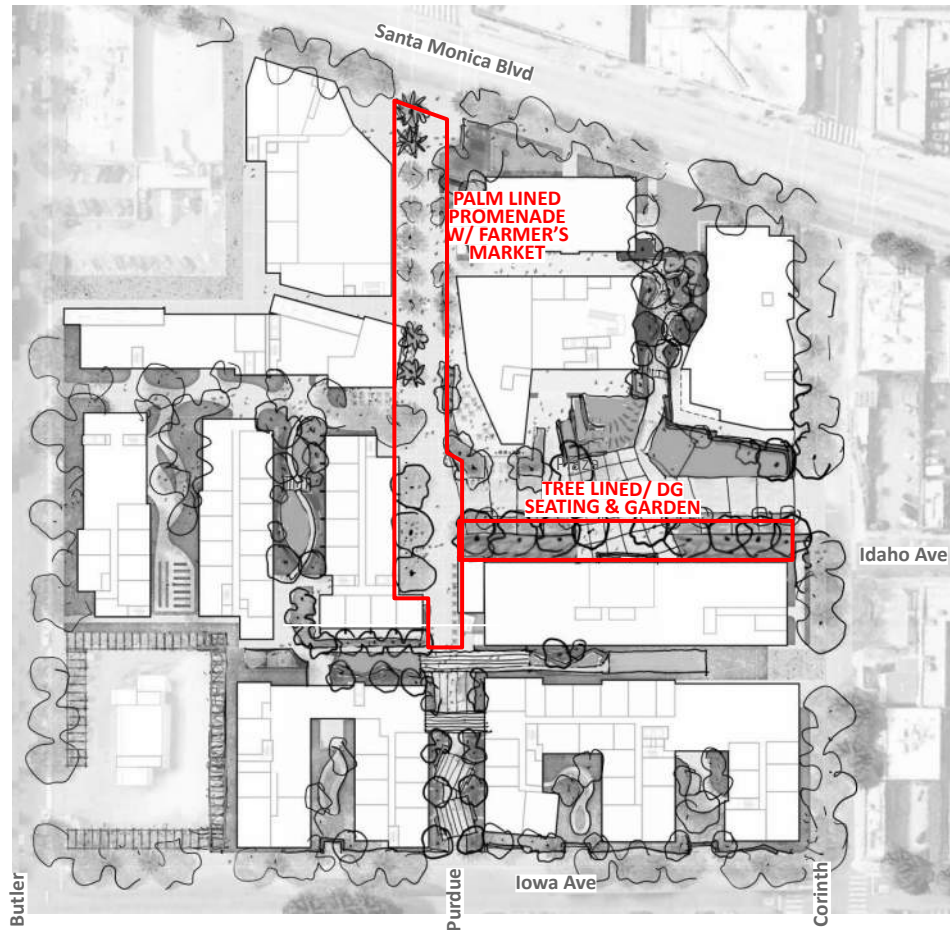 Santa Monica Blvd
PALM LINED
PROMENADE
W/ FARMER'S
MARKET
TREE LINED/ DG
SEATING & GARDEN
Idaho Ave
Butler
Purdue
Iowa Ave
Corinth